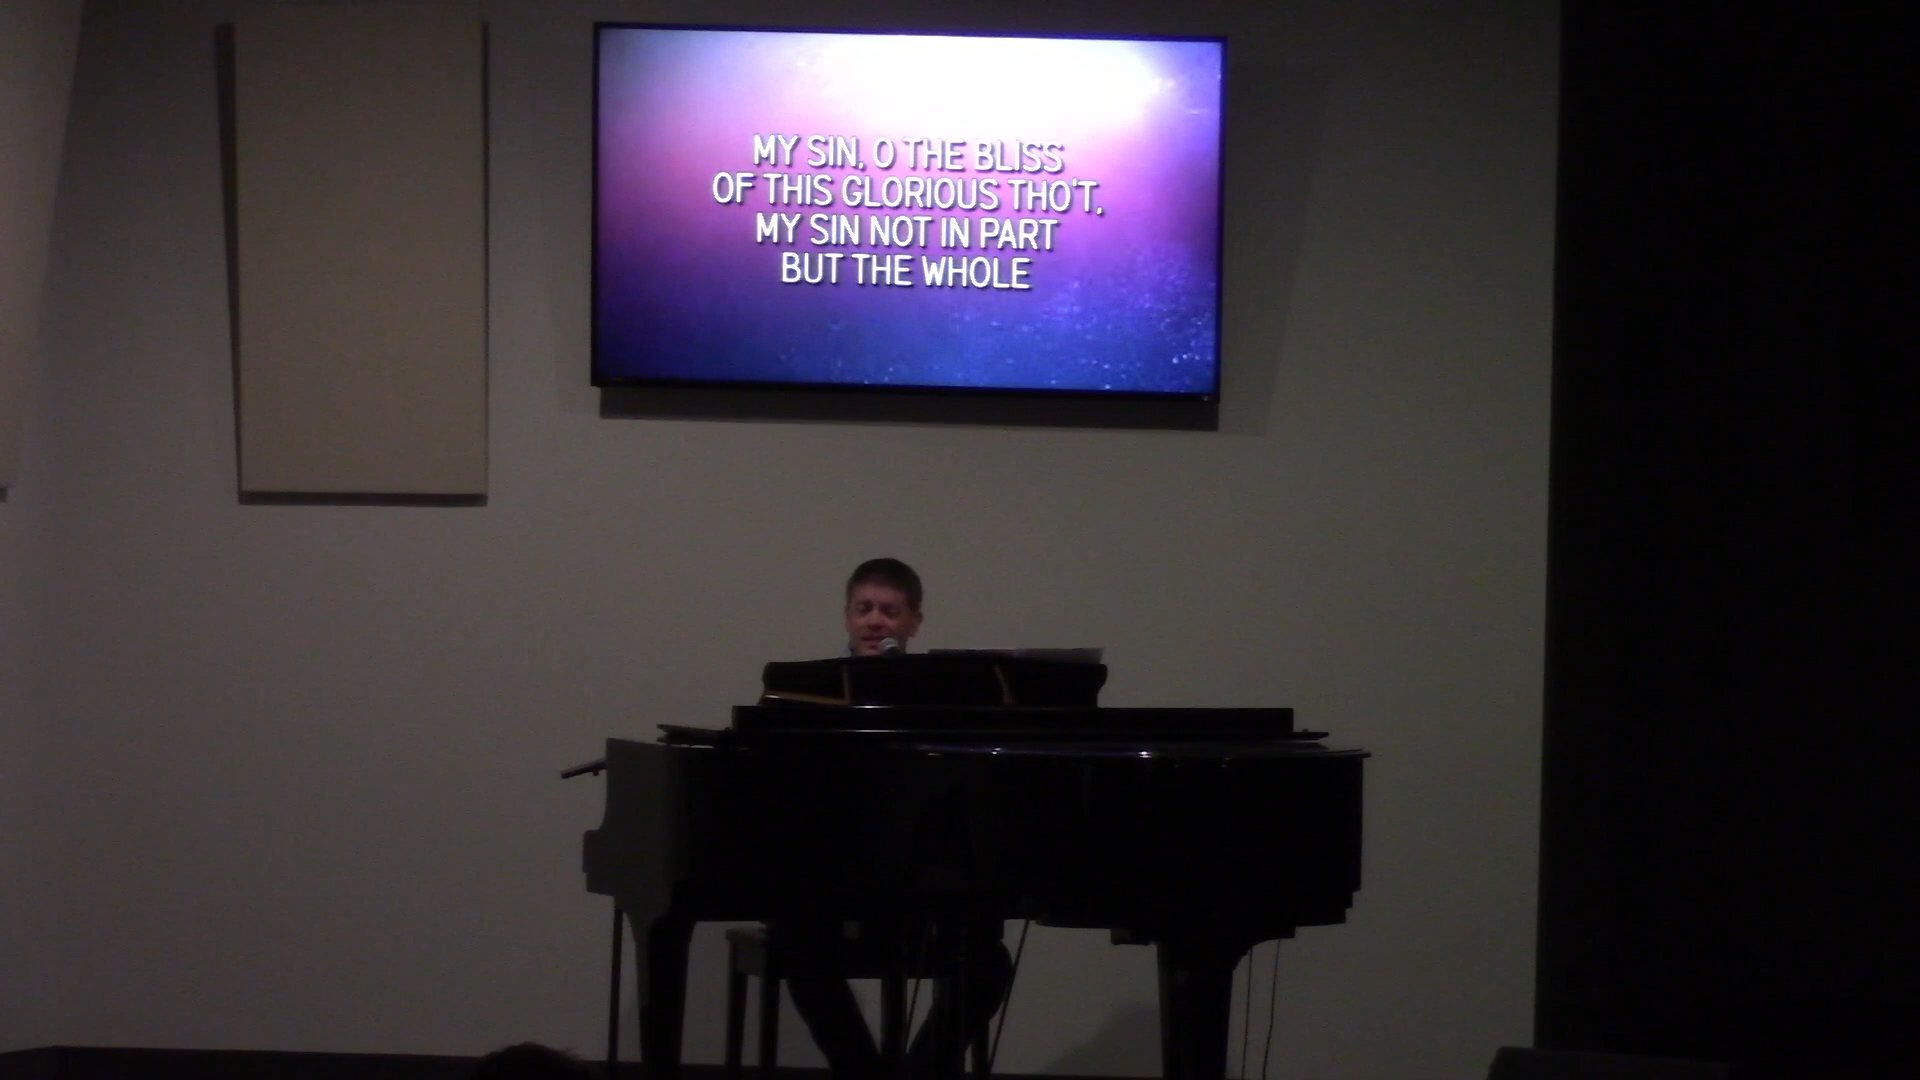 MY SIN, O THE BLISS
OF THIS GLORIOUS THO'T,
MY SIN NOT IN PART
BUT THE WHOLE